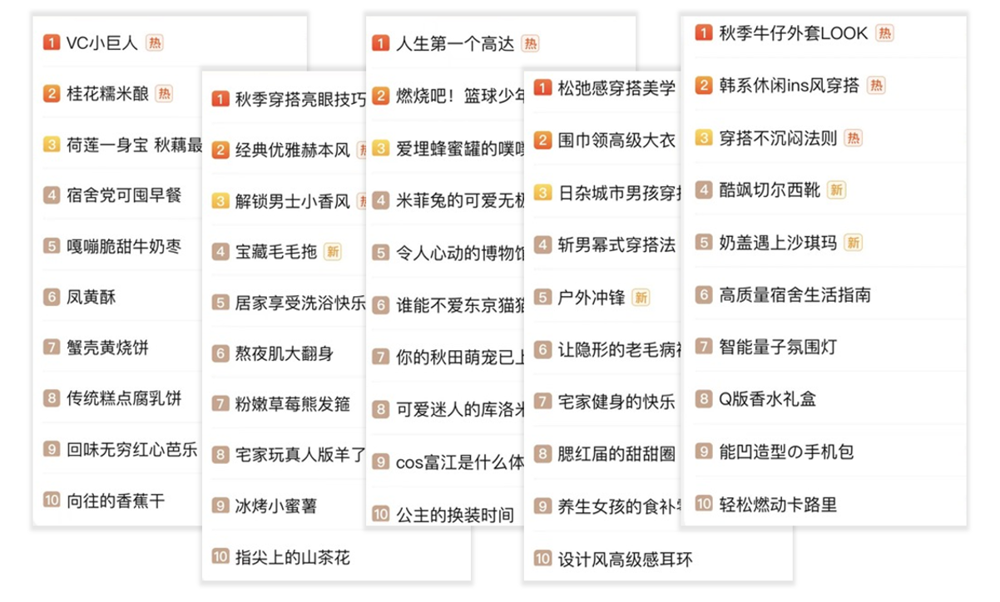 1 VC小巨人 热
2 桂花糯米酿 热
3 荷莲一身宝 秋藕最
4 宿舍党可囤早餐
5 嘎嘣脆甜牛奶枣
6 凤黄酥
7 蟹壳黄烧饼
8 传统糕点腐乳饼
9 回味无穷红心芭乐
10 向往的香蕉干
1 秋季穿搭亮眼技巧
2 经典优雅赫本风 热
3 解锁男士小香风 热
4 宝藏毛毛拖 新
5 居家享受洗浴快乐
6 熬夜肌大翻身
7 粉嫩草莓熊发箍
8 宅家玩真人版羊了
9 冰烤小蜜薯
10 指尖上的山茶花
1 人生第一个高达 热
2 燃烧吧！篮球少年
3 爱埋蜂蜜罐的噗
4 米菲兔的可爱无极
5 令人心动的博物馆
6 谁能不爱东京猫猫
7 你的秋田萌宠已上
8 可爱迷人的库洛米
9 cos富江是什么体
10 公主的换装时间
1 松弛感穿搭美学
2 围巾领高级大衣
3 日杂城市男孩穿搭
4 斩男幂式穿搭法
5 户外冲锋 新
6 让隐形的老毛病
7 宅家健身的快乐
8 腮红届的甜甜圈
9 养生女孩的食补
10 设计风高级感耳环
1 秋季牛仔外套LOOK 热
2 韩系休闲ins风穿搭 热
3 穿搭不沉闷法则 热
4 酷飒切尔西靴 新
5 奶盖遇上沙琪玛 新
6 高质量宿舍生活指南
7 智能量子氛围灯
8 Q版香水礼盒
9 能凹造型の手机包
10 轻松燃动卡路里